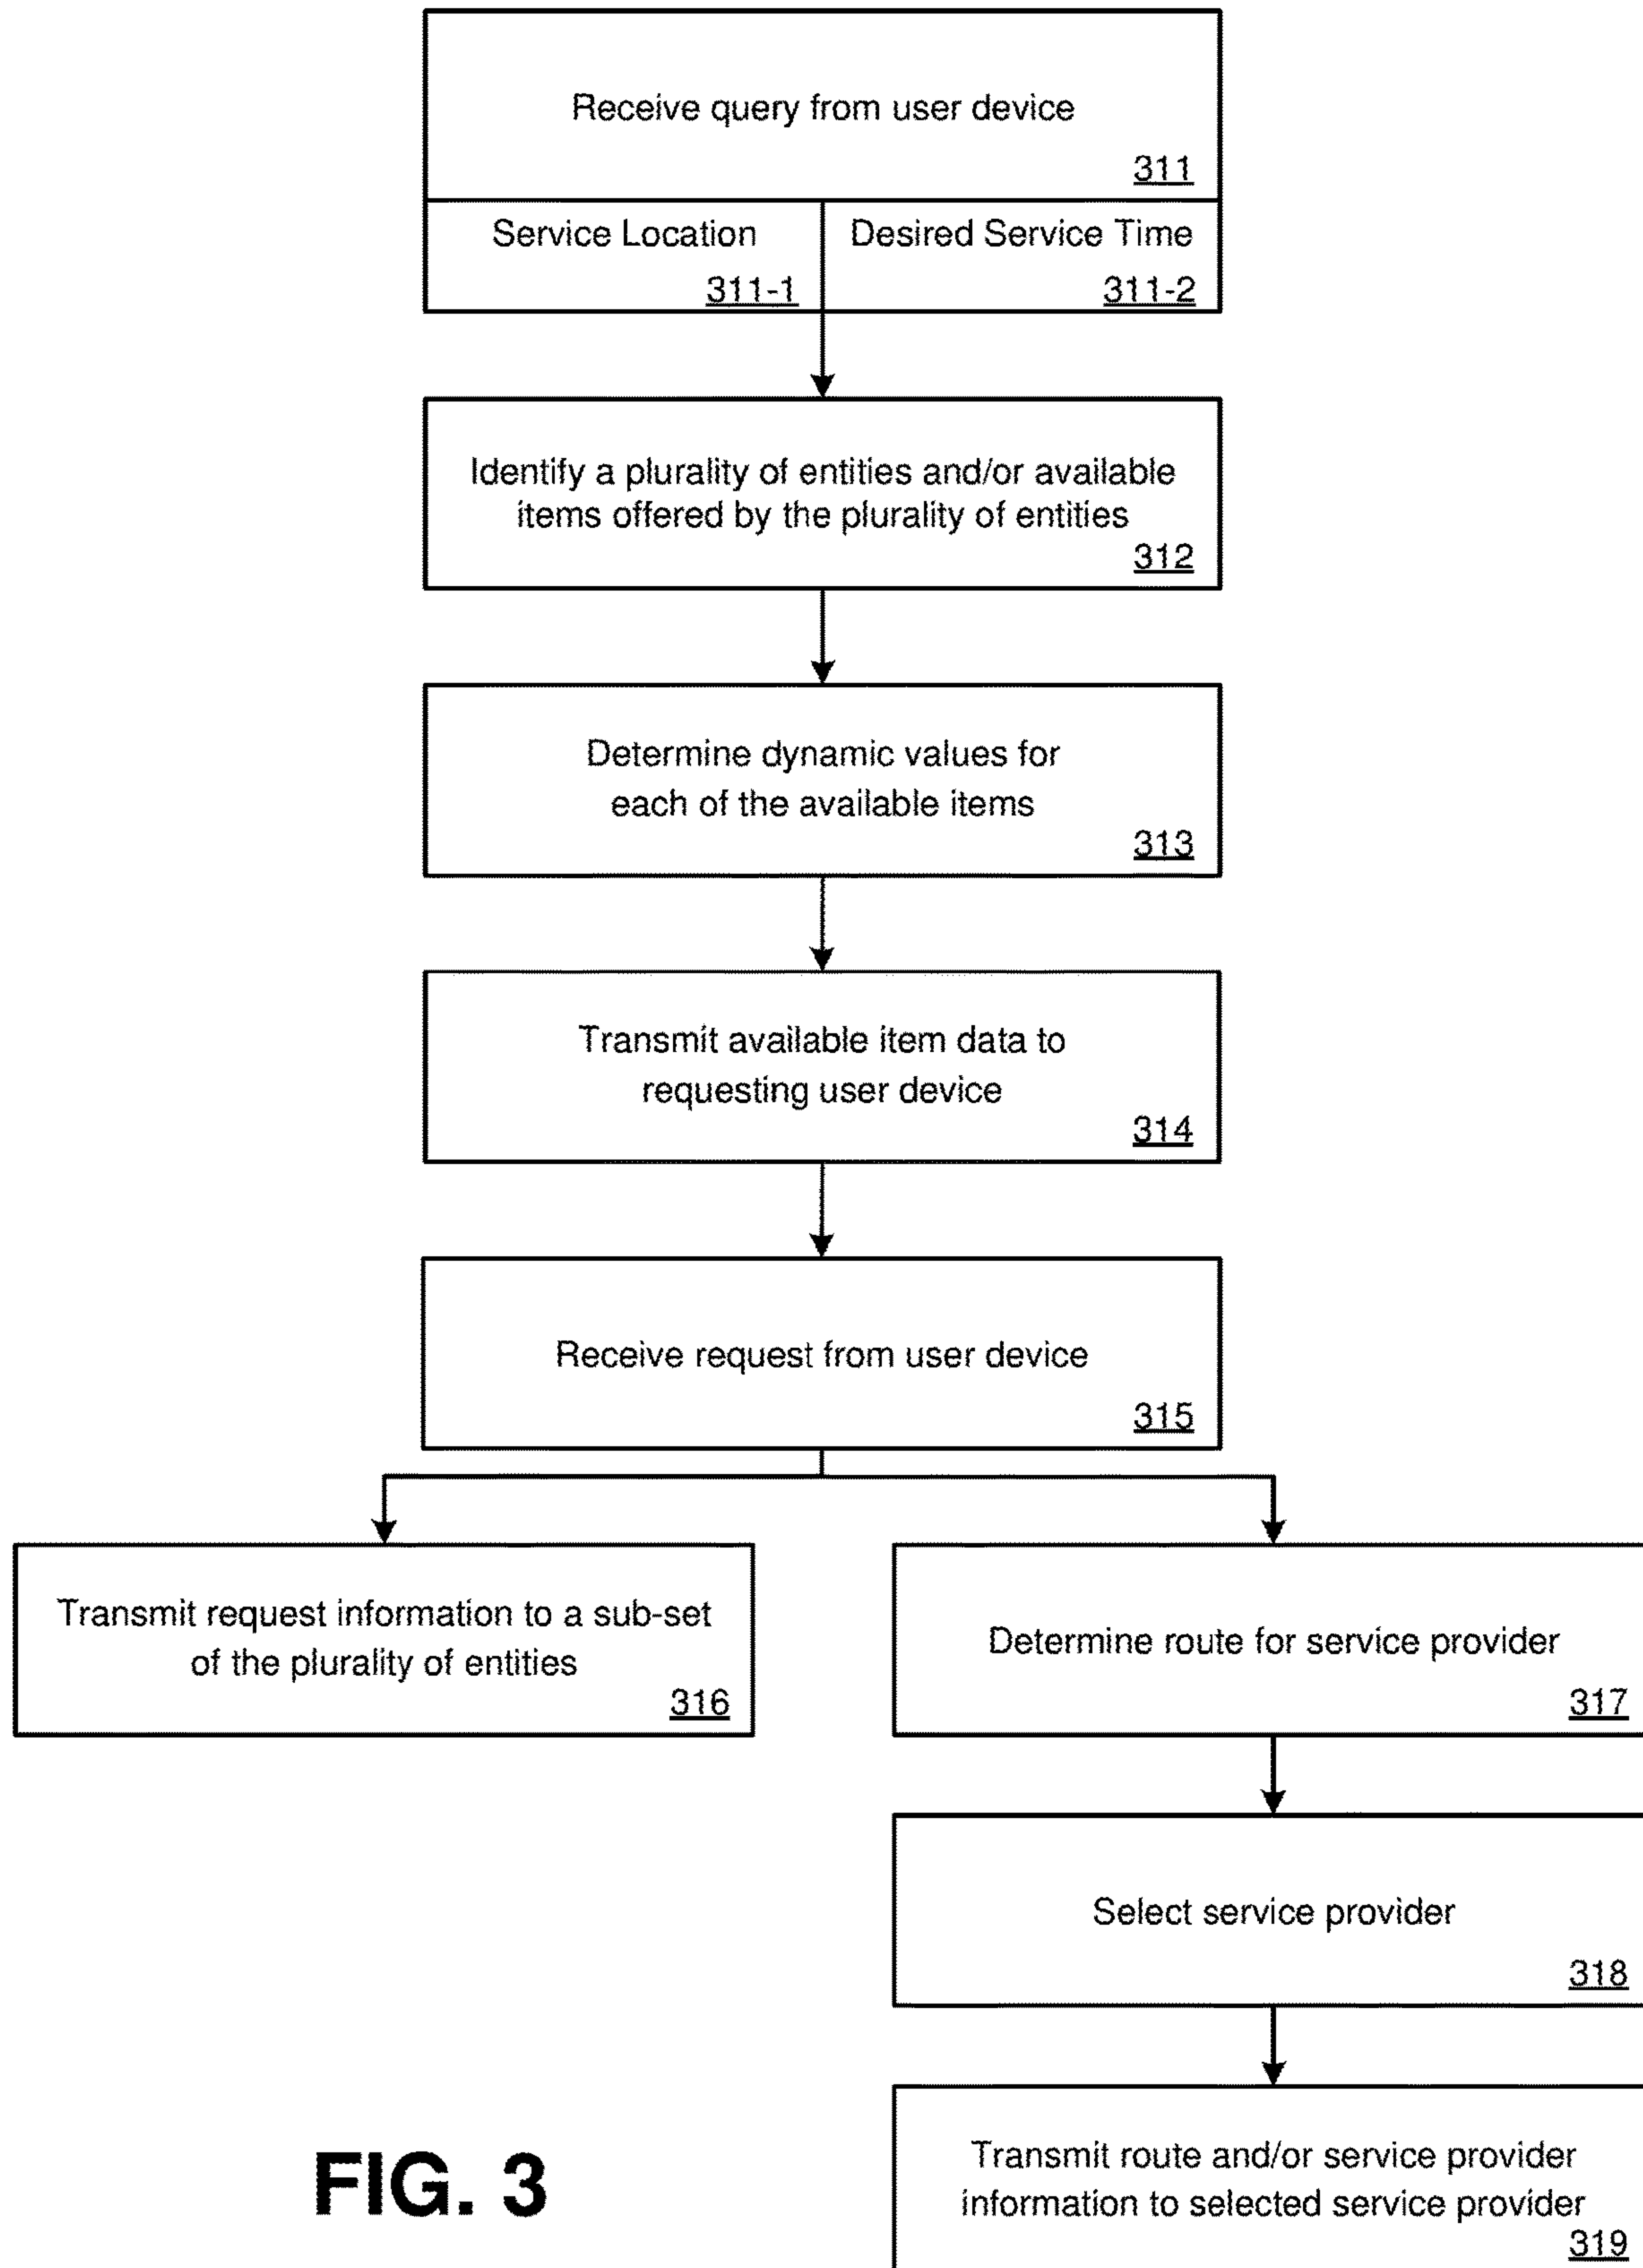 Receive query from user device
311
Service Location
311-1
Desired Service Time
311-2
Identify a plurality of entities and/or available
items offered by the plurality of entities
312
Determine dynamic values for
each of the available items
313
Transmit available item data to
requesting user device
314
Receive request from user device
315
Transmit request information to a sub-set
of the plurality of entities
316
Determine route for service provider
317
Select service provider
318
Transmit route and/or service provider
information to selected service provider
319
FIG. 3